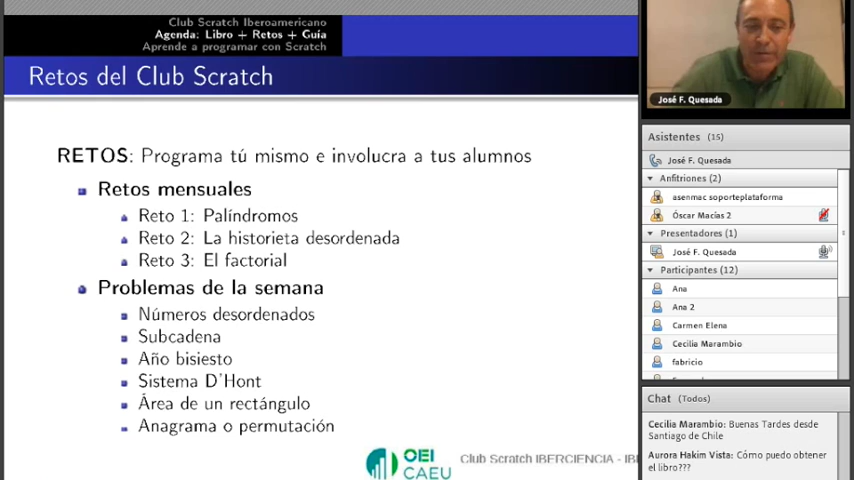 Club Scratch Iberoamericano
Agenda: Libro + Retos + Guía
Aprende a programar con Scratch
Retos del Club Scratch
RETOS: Programa tú mismo e involucra a tus alumnos
Retos mensuales
Reto 1: Palíndromos
Reto 2: La historieta desordenada
Reto 3: El factorial
Problemas de la semana
Números desordenados
Subcadena
Año bisiesto
Sistema D'Hont
Área de un rectángulo
Anagrama o permutación
OEI
CAEU
Club Scratch IBERCIENCIA - IBE
José F. Quesada
Asistentes (15)
José F. Quesada
Anfitriones (2)
asenmac soporteplataforma
Óscar Macías 2
Presentadores (1)
José F. Quesada
Participantes (12)
Ana
Ana 2
Carmen Elena
Cecilia Marambio
fabricio
Chat (Todos)
Cecilia Marambio: Buenas Tardes desde
Santiago de Chile
Aurora Hakim Vista: Cómo puedo obtener
el libro???